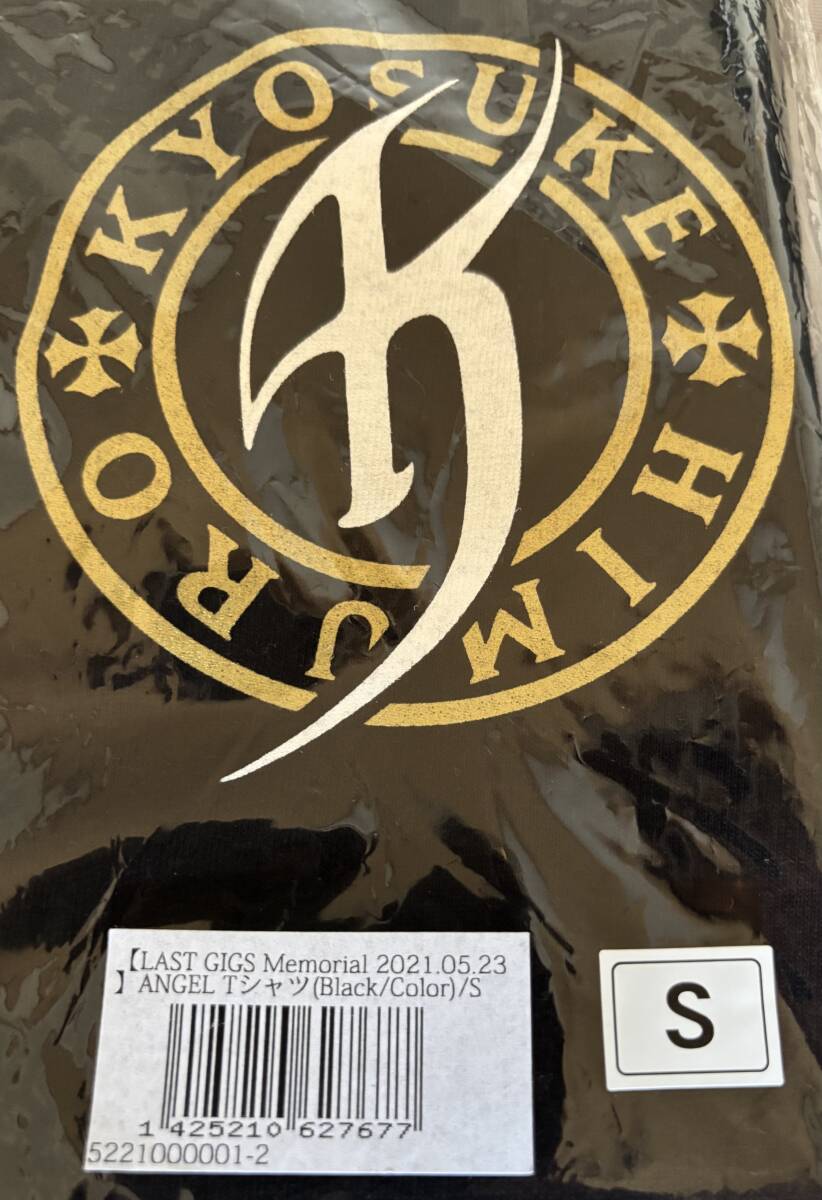 KYOSUKE HIMURO
K
【LAST GIGS Memorial 2021.05.23
】ANGEL Tシャツ(Black/Color)/S
1 425210 627677
5221000001-2
S